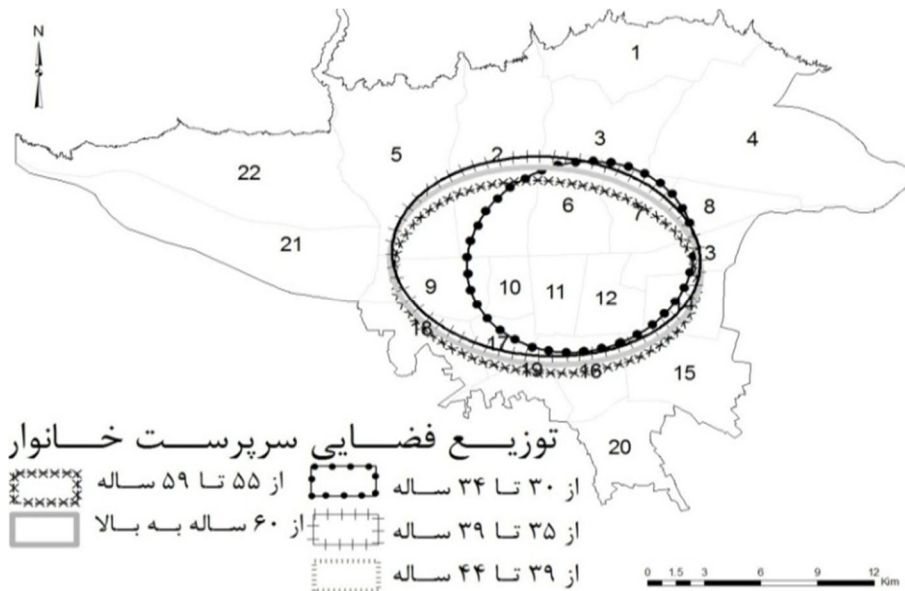 N
1
2
3
4
5
6
7
8
22
21
3
9
10
11
12
18
17
19
16
15
20
توزیع فضایی سرپرست خانوار
از ۳۰ تا ۳۴ ساله
از ۳۵ تا ۳۹ ساله
از ۳۹ تا ۴۴ ساله
از ۵۵ تا ۵۹ ساله
از ۶۰ ساله به بالا
0 1.5 3 6 9 12
Kim